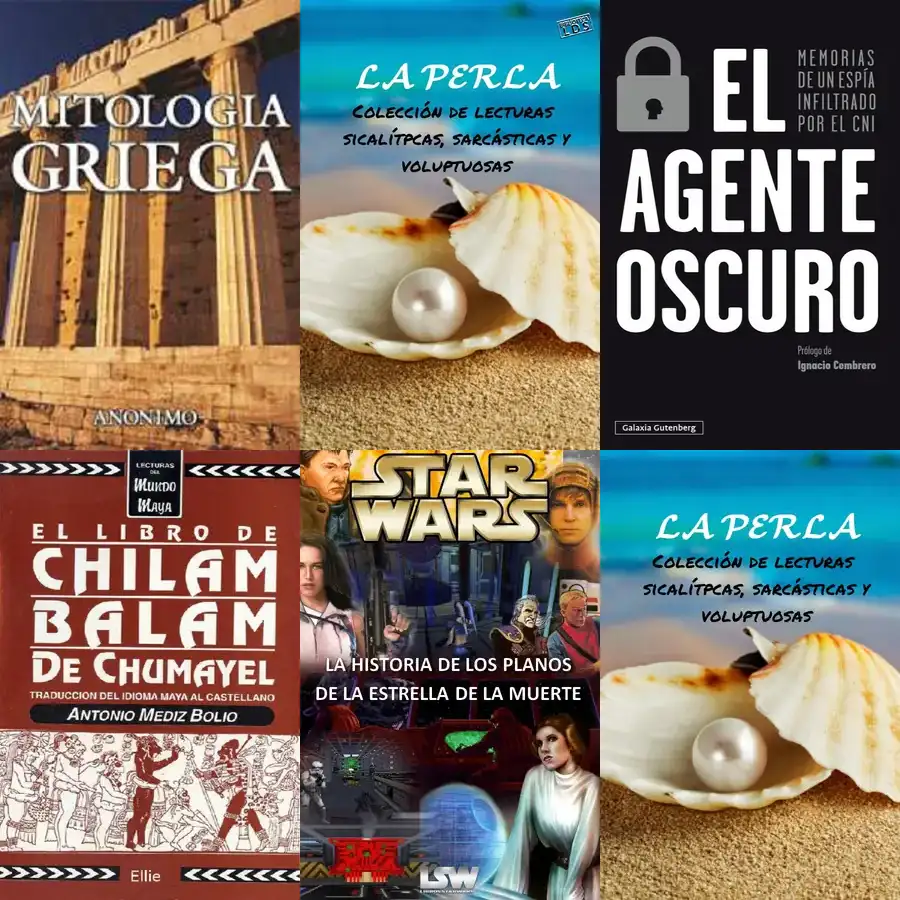 MITOLOGIA
GRIEGA
ANONIMO
LA PERLA
COLECCIÓN DE LECTURAS
SICALÍTPCAS, SARCÁSTICAS Y
VOLUPTUOSAS
EL
AGENTE
OSCURO
MEMORIAS
DE UN ESPÍA
INFILTRADO
POR EL CNI
Prólogo de
Ignacio Cembrero
Galaxia Gutenberg
LECTURAS
DEL
MUNDO
MAYA
EL LIBRO DE
CHILAM
BALAM
DE CHUMAYEL
TRADUCCION DEL IDIOMA MAYA AL CASTELLANO
ANTONIO MEDIZ BOLIO
Ellie
STAR
WARS
LA HISTORIA DE LOS PLANOS
DE LA ESTRELLA DE LA MUERTE
LSW
LA PERLA
COLECCIÓN DE LECTURAS
SICALÍTPCAS, SARCÁSTICAS Y
VOLUPTUOSAS